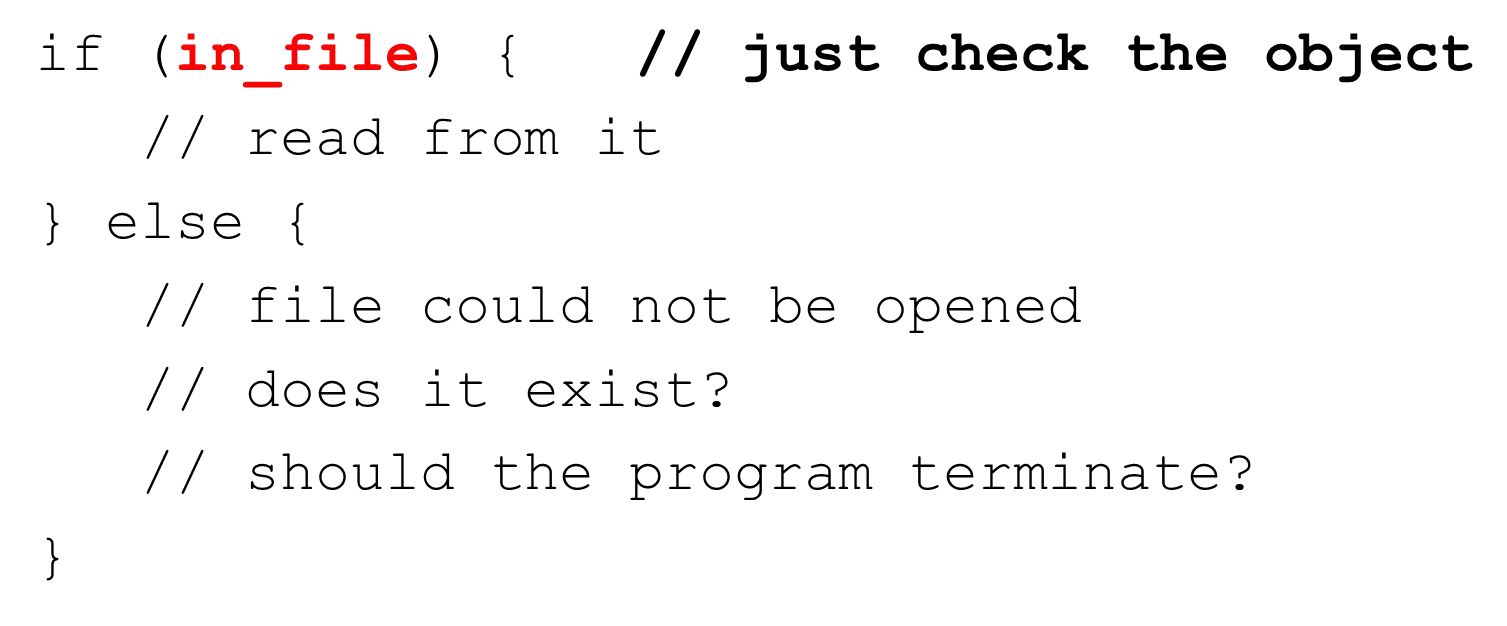 if (in_file) {    // just check the object
   // read from it
} else {
   // file could not be opened
   // does it exist?
   // should the program terminate?
}